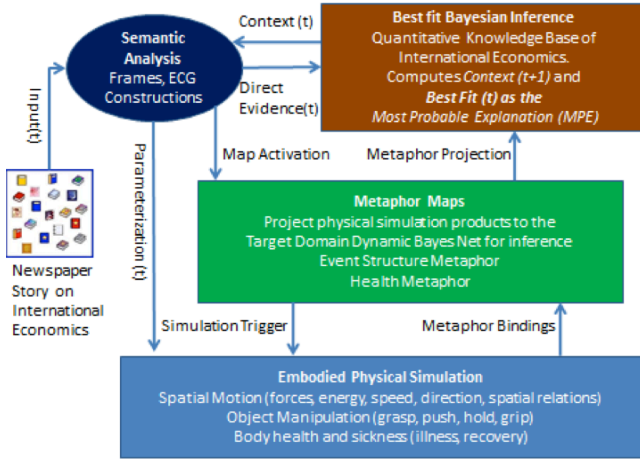 Semantic
Analysis
Frames, ECG
Constructions
Context (t)
Direct
Evidence(t)
Best fit Bayesian Inference
Quantitative Knowledge Base of
International Economics.
Computes Context (t+1) and
Best Fit (t) as the
Most Probable Explanation (MPE)
Input(t)
Parameterization (t)
Map Activation
Metaphor Projection
Newspaper
Story on
International
Economics
Metaphor Maps
Project physical simulation products to the
Target Domain Dynamic Bayes Net for inference
Event Structure Metaphor
Health Metaphor
Simulation Trigger
Metaphor Bindings
Embodied Physical Simulation
Spatial Motion (forces, energy, speed, direction, spatial relations)
Object Manipulation (grasp, push, hold, grip)
Body health and sickness (illness, recovery)